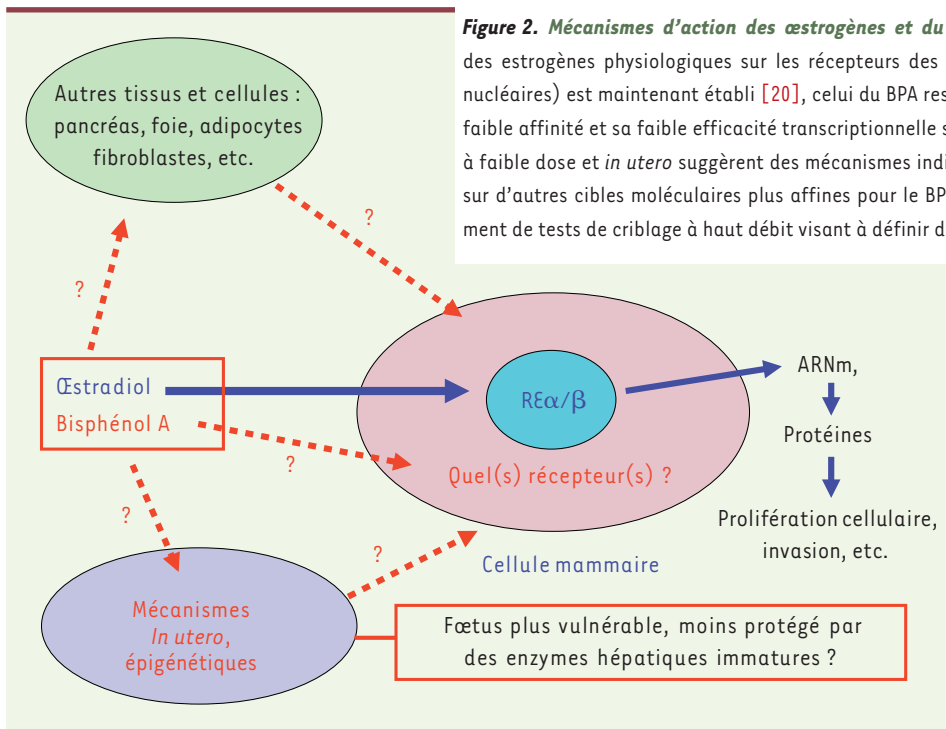 Figure 2. Mécanismes d'action des œstrogènes et du
des estrogènes physiologiques sur les récepteurs des
nucléaires) est maintenant établi [20], celui du BPA res
faible affinité et sa faible efficacité transcriptionnelle s
à faible dose et in utero suggèrent des mécanismes indi
sur d'autres cibles moléculaires plus affines pour le BP
ment de tests de criblage à haut débit visant à définir d
Autres tissus et cellules :
pancréas, foie, adipocytes
fibroblastes, etc.
?
?
Œstradiol
Bisphénol A
?
?
REα/β
Quel(s) récepteur(s) ?
Cellule mammaire
ARNm,
Protéines
Prolifération cellulaire,
invasion, etc.
?
Mécanismes
In utero,
épigénétiques
Fœtus plus vulnérable, moins protégé par
des enzymes hépatiques immatures ?